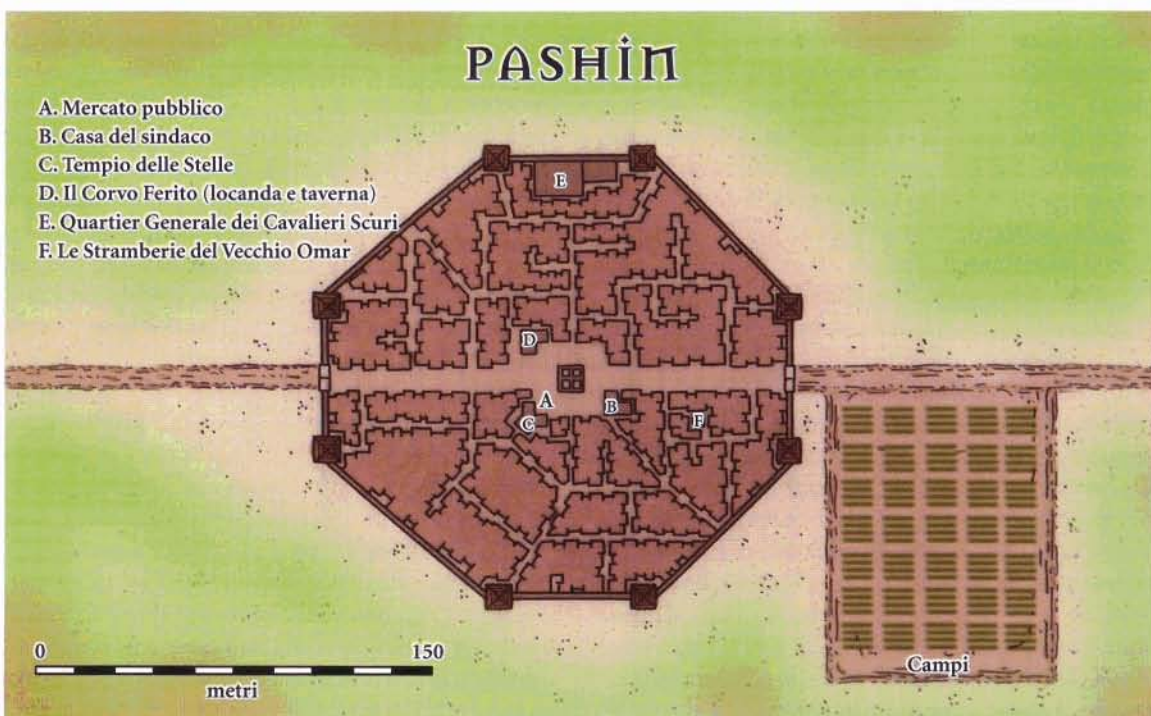 PASHIN
A. Mercato pubblico
B. Casa del sindaco
C. Tempio delle Stelle
D. Il Corvo Ferito (locanda e taverna)
E. Quartier Generale dei Cavalieri Scuri
F. Le Stramberie del Vecchio Omar
E
D
A
B
C
F
0 150
metri
Campi